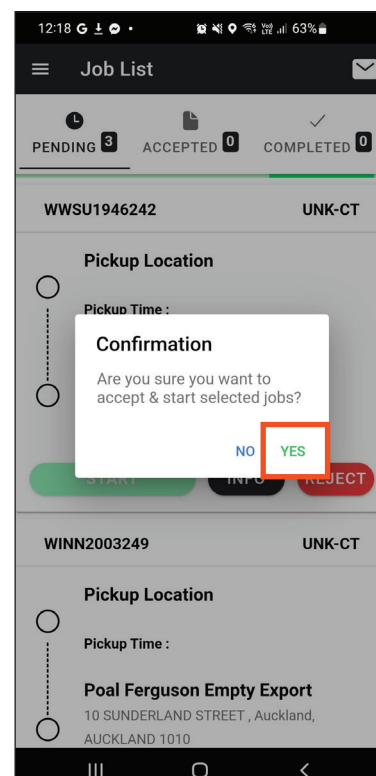 12:18 G 63%
Job List
PENDING 3 ACCEPTED 0 COMPLETED 0
WWSU1946242 UNK-CT
Pickup Location
Pickup Time :
Confirmation
Are you sure you want to
accept & start selected jobs?
NO YES
START INFO REJECT
WINN2003249 UNK-CT
Pickup Location
Pickup Time :
Poal Ferguson Empty Export
10 SUNDERLAND STREET , Auckland,
AUCKLAND 1010